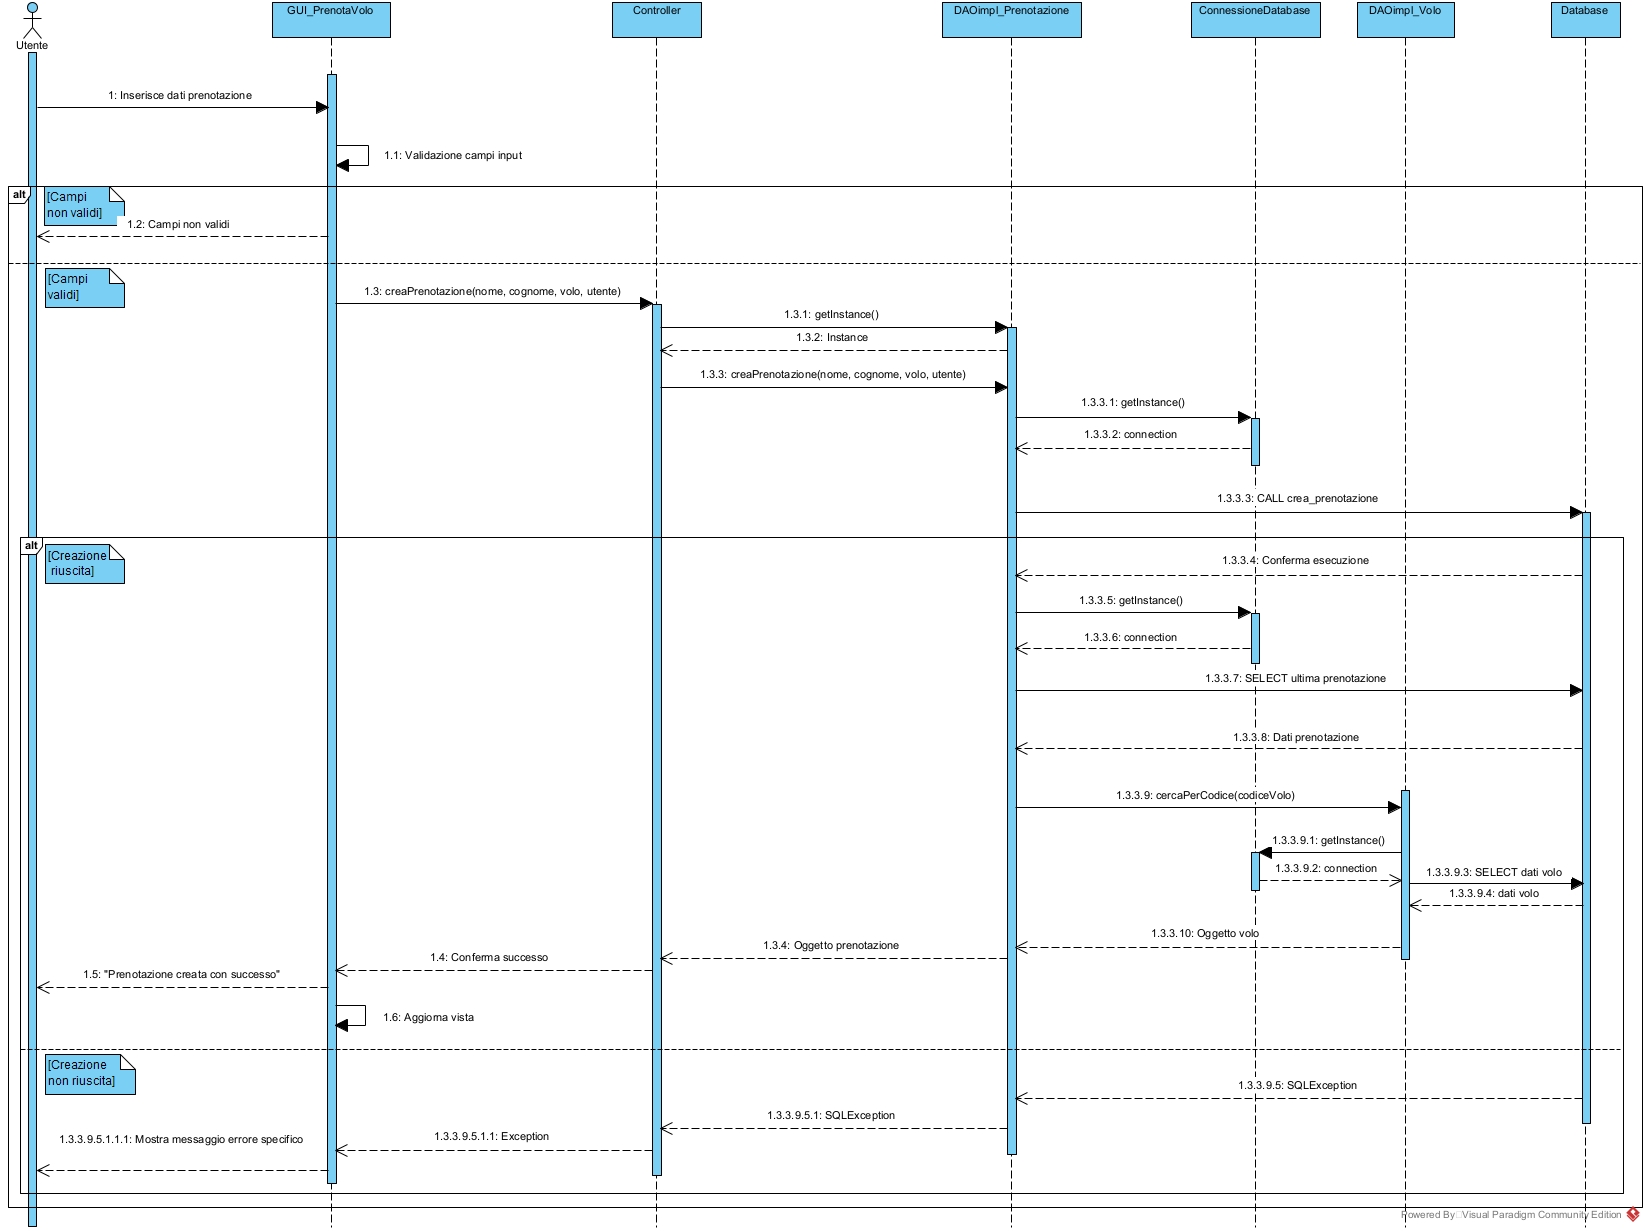 Utente
GUI_PrenotaVolo
Controller
DAOimpl_Prenotazione
ConnessioneDatabase
DAOimpl_Volo
Database
1: Inserisce dati prenotazione
1.1: Validazione campi input
alt
[Campi
non validi]
1.2: Campi non validi
[Campi
validi]
1.3: creaPrenotazione(nome, cognome, volo, utente)
1.3.1: getInstance()
1.3.2: Instance
1.3.3: creaPrenotazione(nome, cognome, volo, utente)
1.3.3.1: getInstance()
1.3.3.2: connection
1.3.3.3: CALL crea_prenotazione
alt
[Creazione
riuscita]
1.3.3.4: Conferma esecuzione
1.3.3.5: getInstance()
1.3.3.6: connection
1.3.3.7: SELECT ultima prenotazione
1.3.3.8: Dati prenotazione
1.3.3.9: cercaPerCodice(codiceVolo)
1.3.3.9.1: getInstance()
1.3.3.9.2: connection
1.3.3.9.3: SELECT dati volo
1.3.3.9.4: dati volo
1.3.3.10: Oggetto volo
1.3.4: Oggetto prenotazione
1.4: Conferma successo
1.5: "Prenotazione creata con successo"
1.6: Aggiorna vista
[Creazione
non riuscita]
1.3.3.9.5: SQLException
1.3.3.9.5.1: SQLException
1.3.3.9.5.1.1: Exception
1.3.3.9.5.1.1.1: Mostra messaggio errore specifico
Powered By Visual Paradigm Community Edition